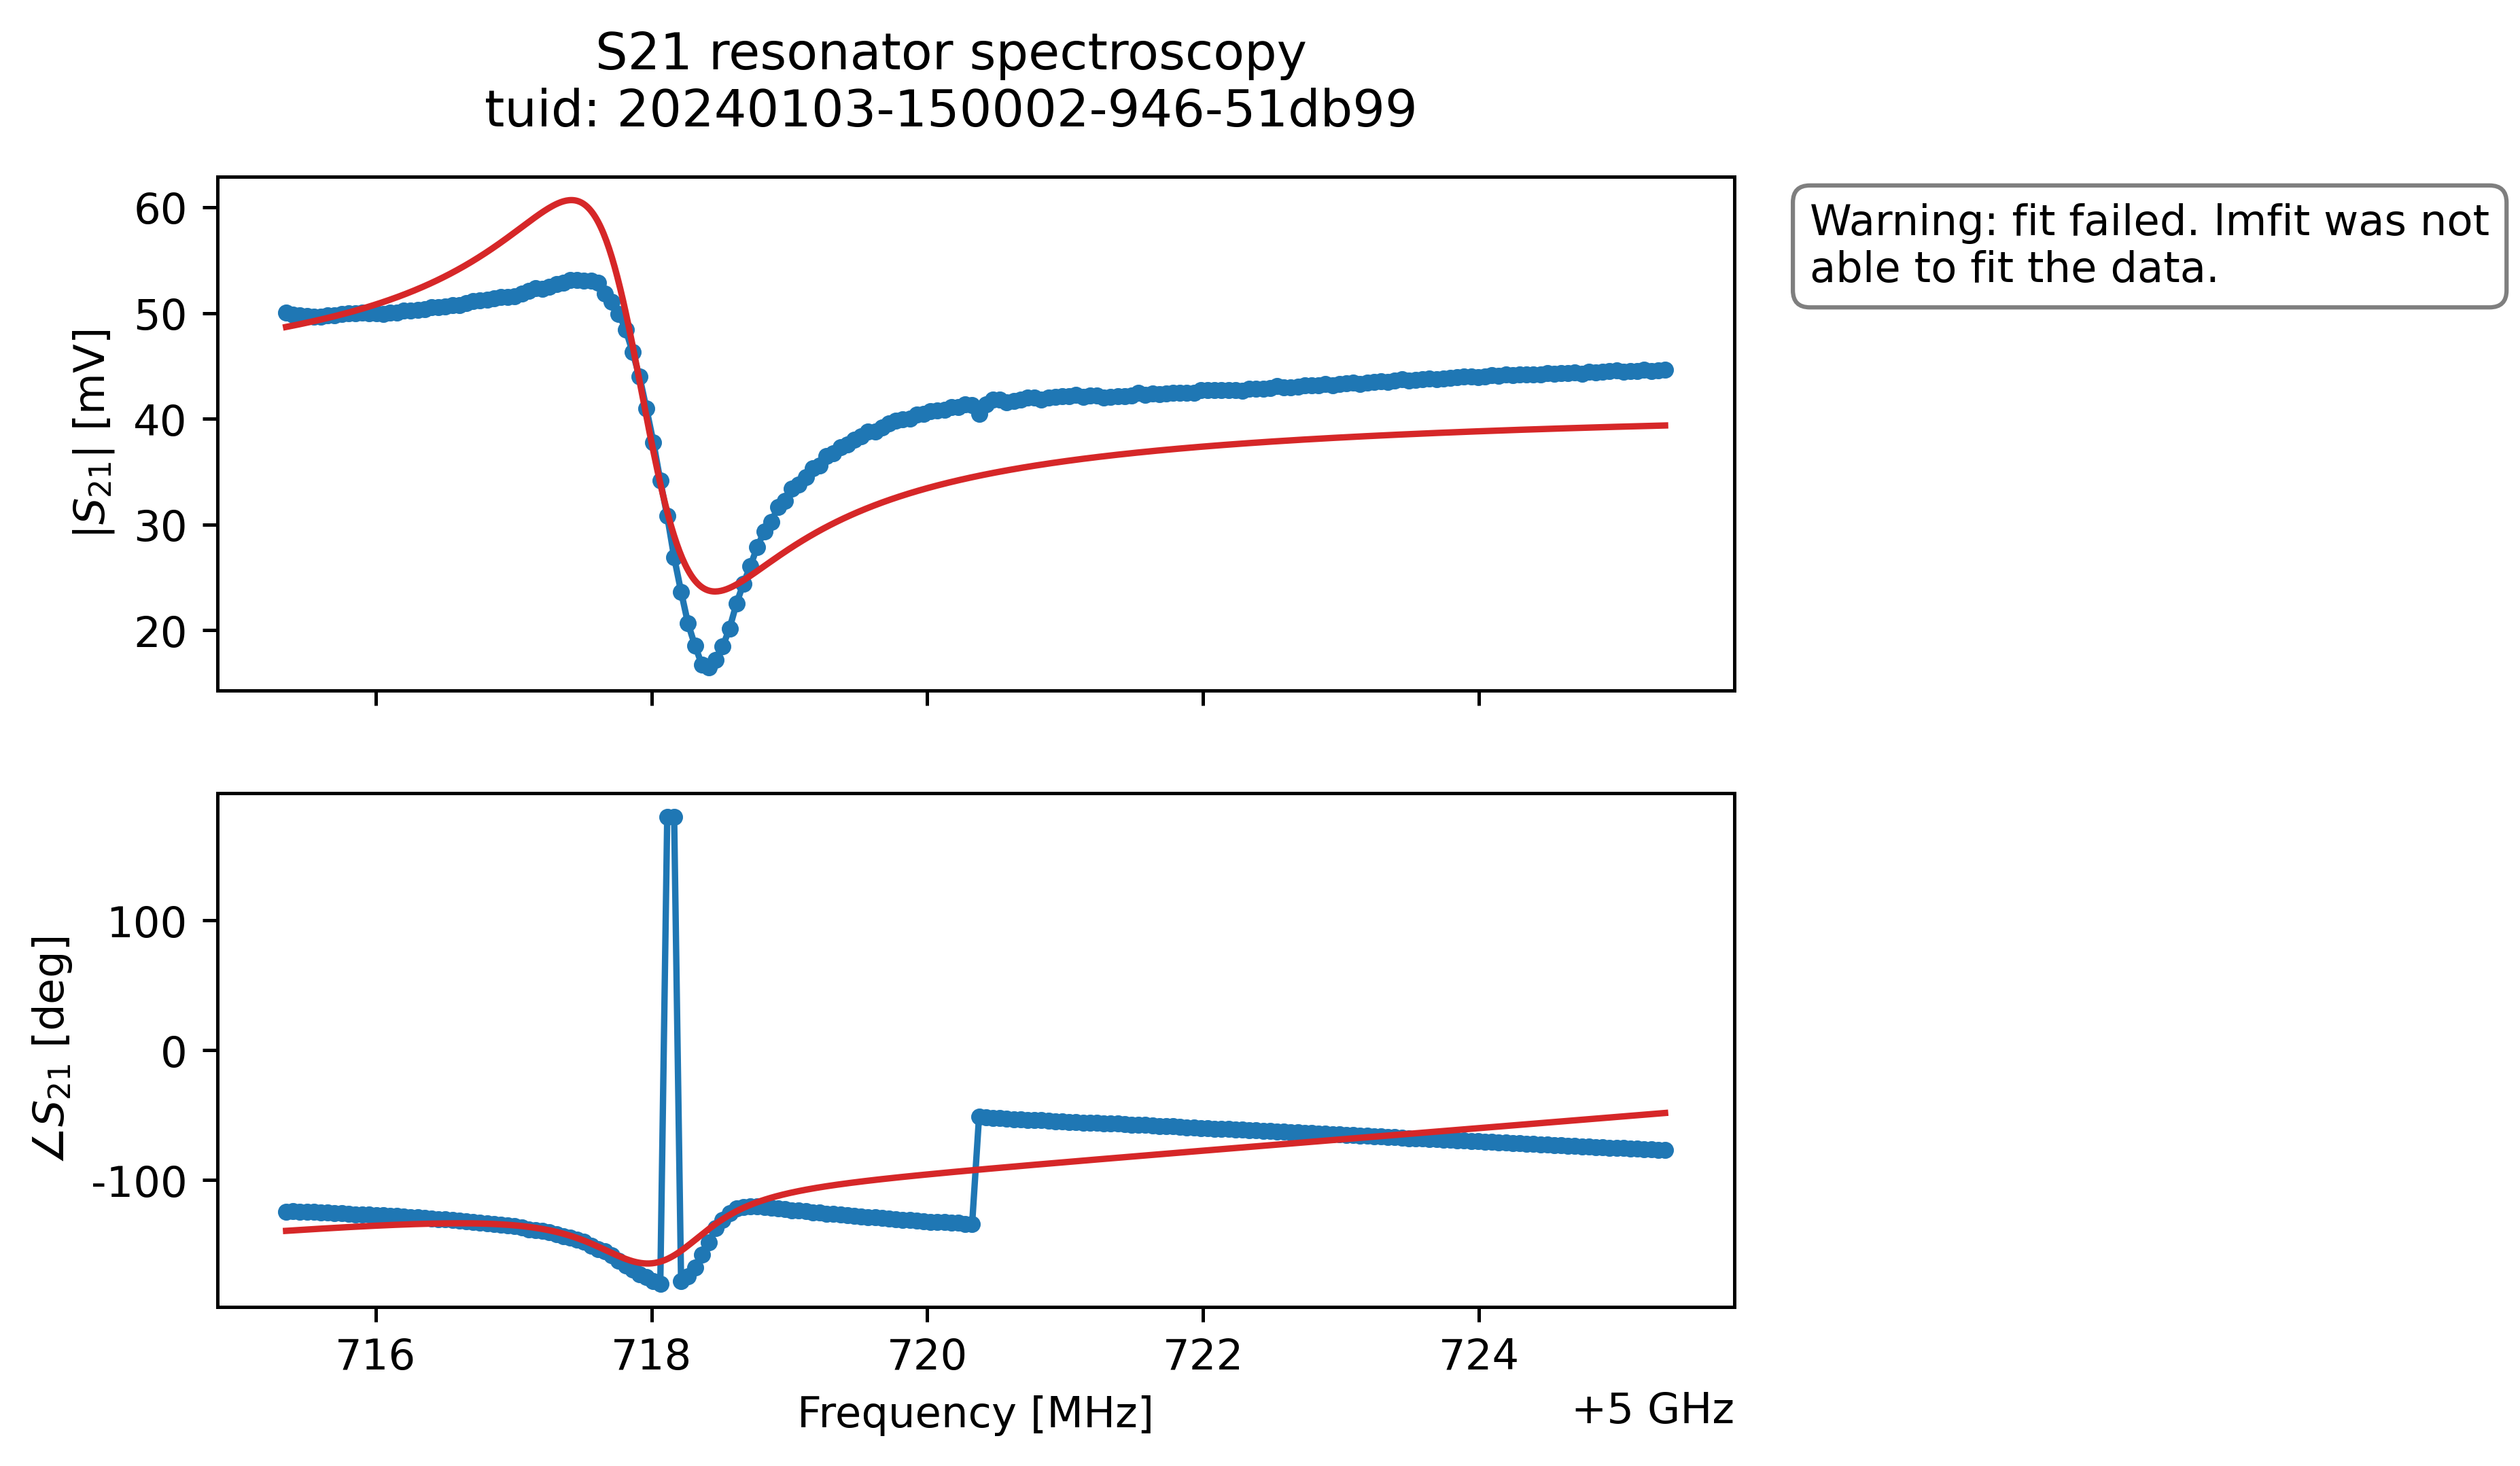 S21 resonator spectroscopy
tuid: 20240103-150002-946-51db99
Warning: fit failed. lmfit was not
able to fit the data.
|S₂₁| [mV]
60
50
40
30
20
∠S₂₁ [deg]
100
0
-100
716 718 720 722 724
Frequency [MHz]
+5 GHz